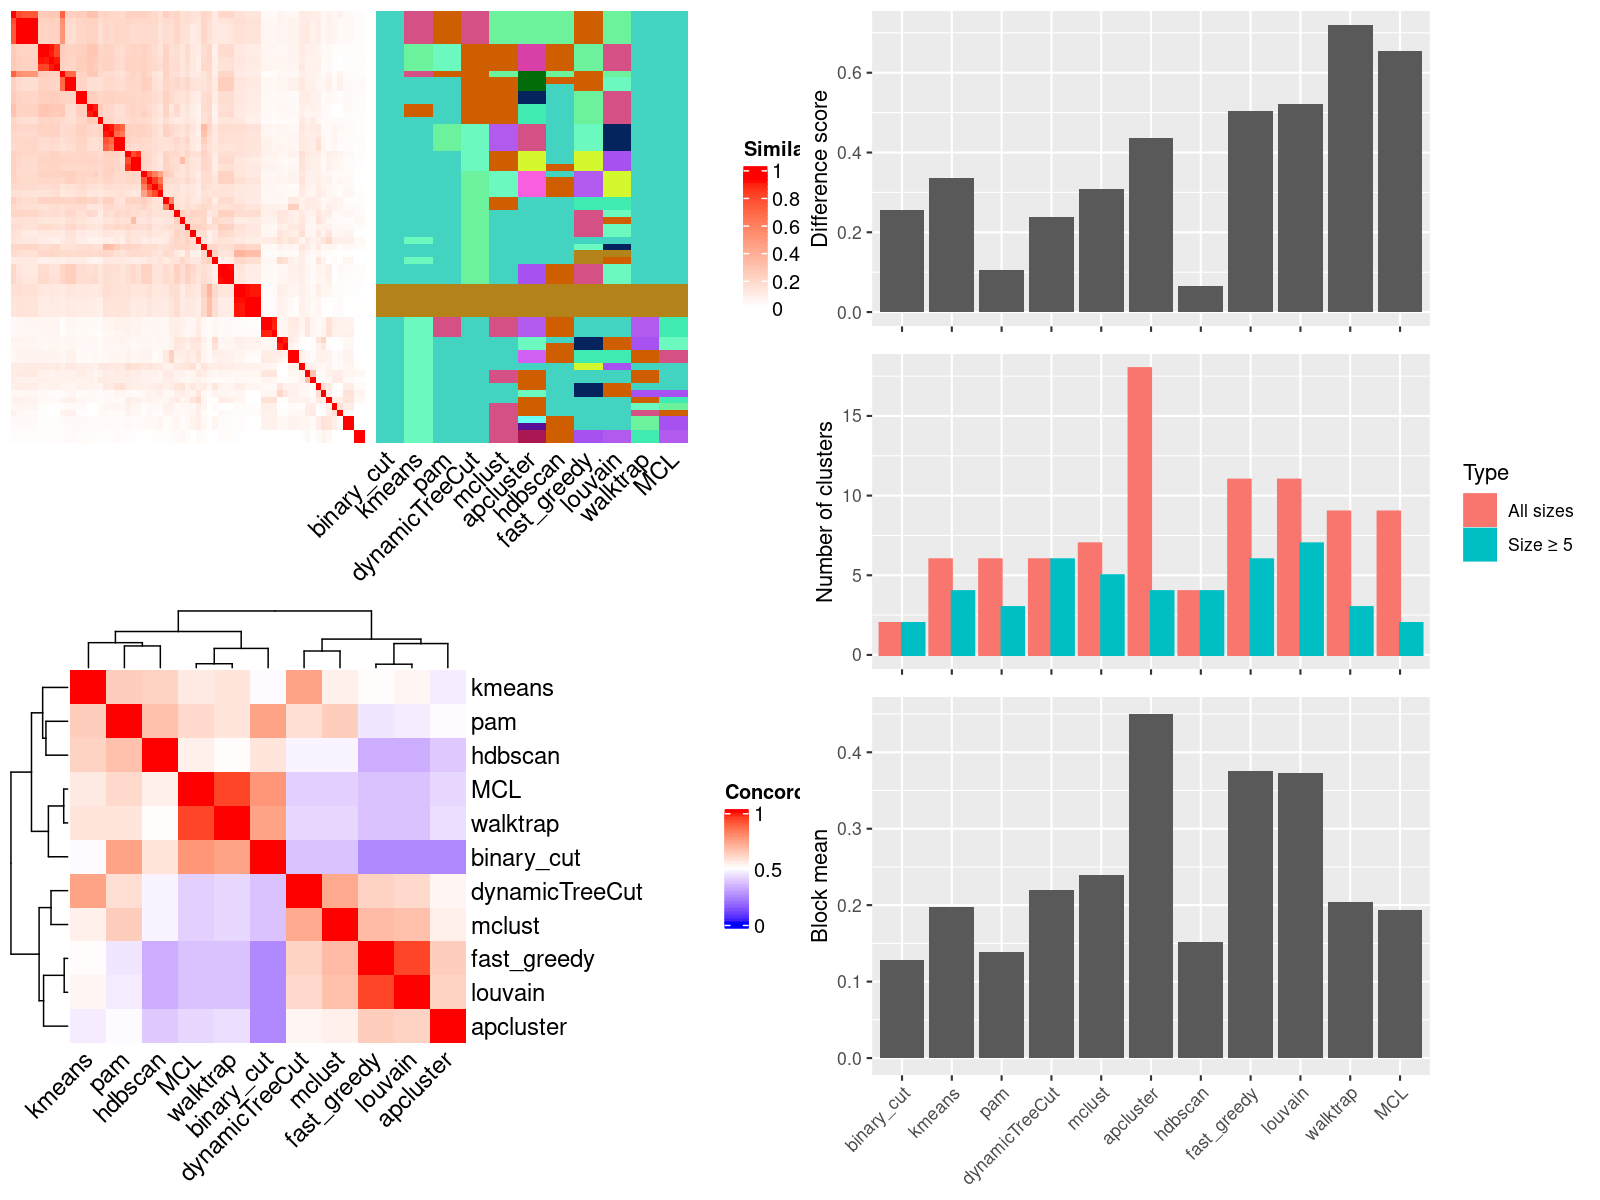 Simila
1
0.8
0.6
0.4
0.2
0
binary_cut
kmeans
pam
dynamicTreeCut
mclust
apcluster
hdbscan
fast_greedy
louvain
walktrap
MCL
kmeans
pam
hdbscan
MCL
walktrap
binary_cut
dynamicTreeCut
mclust
fast_greedy
louvain
apcluster
Concord
1
0.5
0
kmeans
pam
hdbscan
MCL
walktrap
binary_cut
dynamicTreeCut
mclust
fast_greedy
louvain
apcluster
Difference score
0.6
0.4
0.2
0.0
Number of clusters
15
10
5
0
Type
All sizes
Size ≥ 5
Block mean
0.4
0.3
0.2
0.1
0.0
binary_cut
kmeans
pam
dynamicTreeCut
mclust
apcluster
hdbscan
fast_greedy
louvain
walktrap
MCL